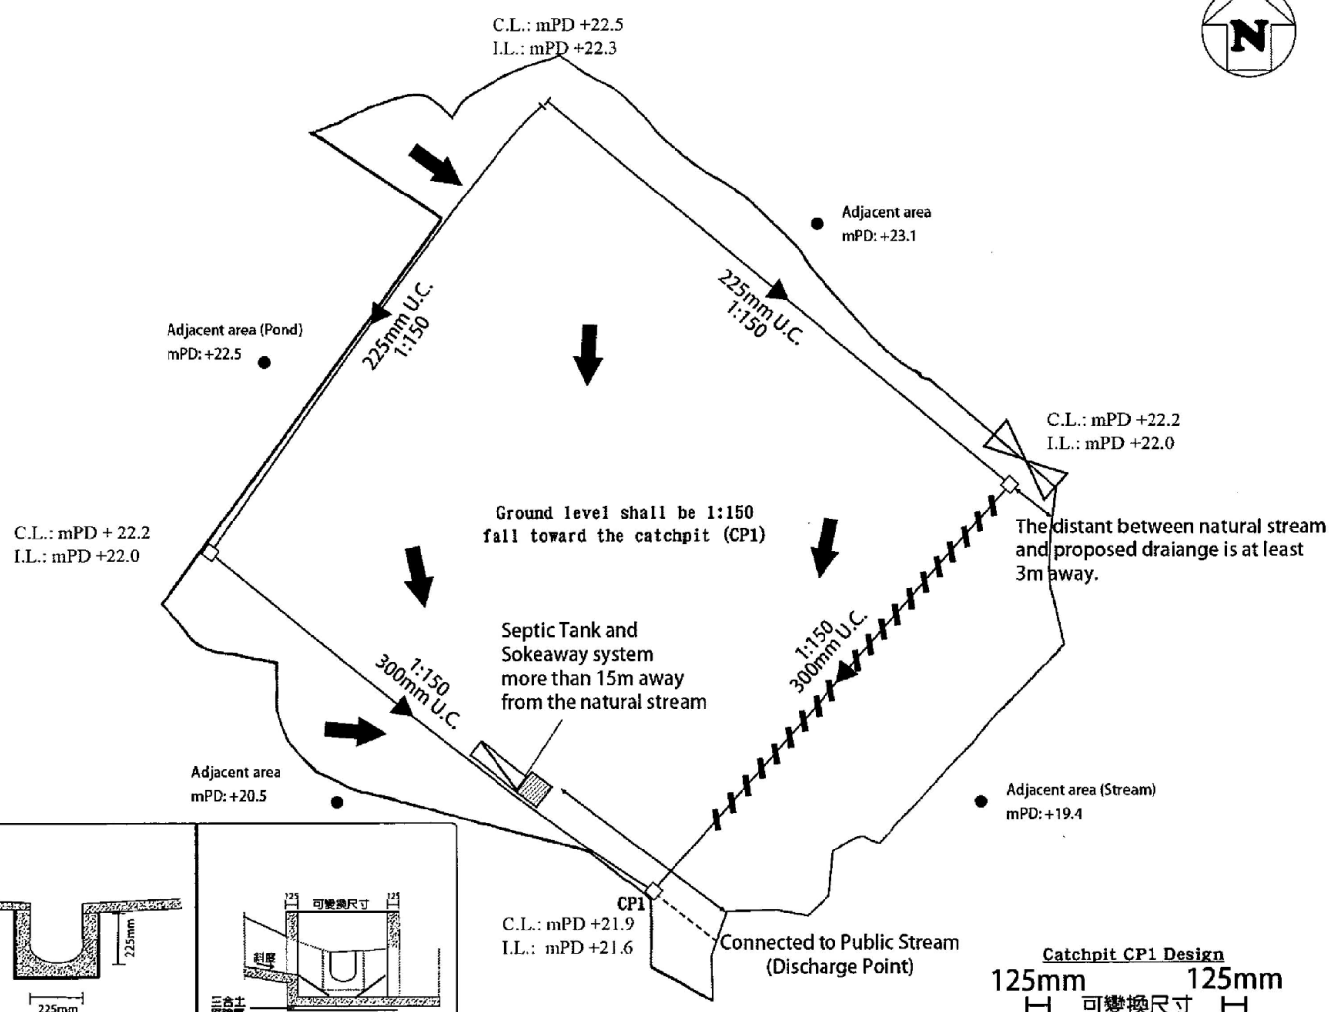 C.L.: mPD +22.5
I.L.: mPD +22.3
N
Adjacent area
mPD: +23.1
225mm U.C.
1:150
225mm U.C.
1:150
Adjacent area (Pond)
mPD: +22.5
C.L.: mPD +22.2
I.L.: mPD +22.0
C.L.: mPD + 22.2
I.L.: mPD +22.0
Ground level shall be 1:150
fall toward the catchpit (CP1)
The distant between natural stream
and proposed draiange is at least
3m away.
Septic Tank and
Sokeaway system
more than 15m away
from the natural stream
1:150
300mm U.C.
1:150
300mm U.C.
Adjacent area
mPD: +20.5
Adjacent area (Stream)
mPD: +19.4
CP1
C.L.: mPD +21.9
I.L.: mPD +21.6
Connected to Public Stream
(Discharge Point)
225mm
225mm
125
可變換尺寸
125
斜度
三合土
Catchpit CP1 Design
125mm
125mm
可變換尺寸